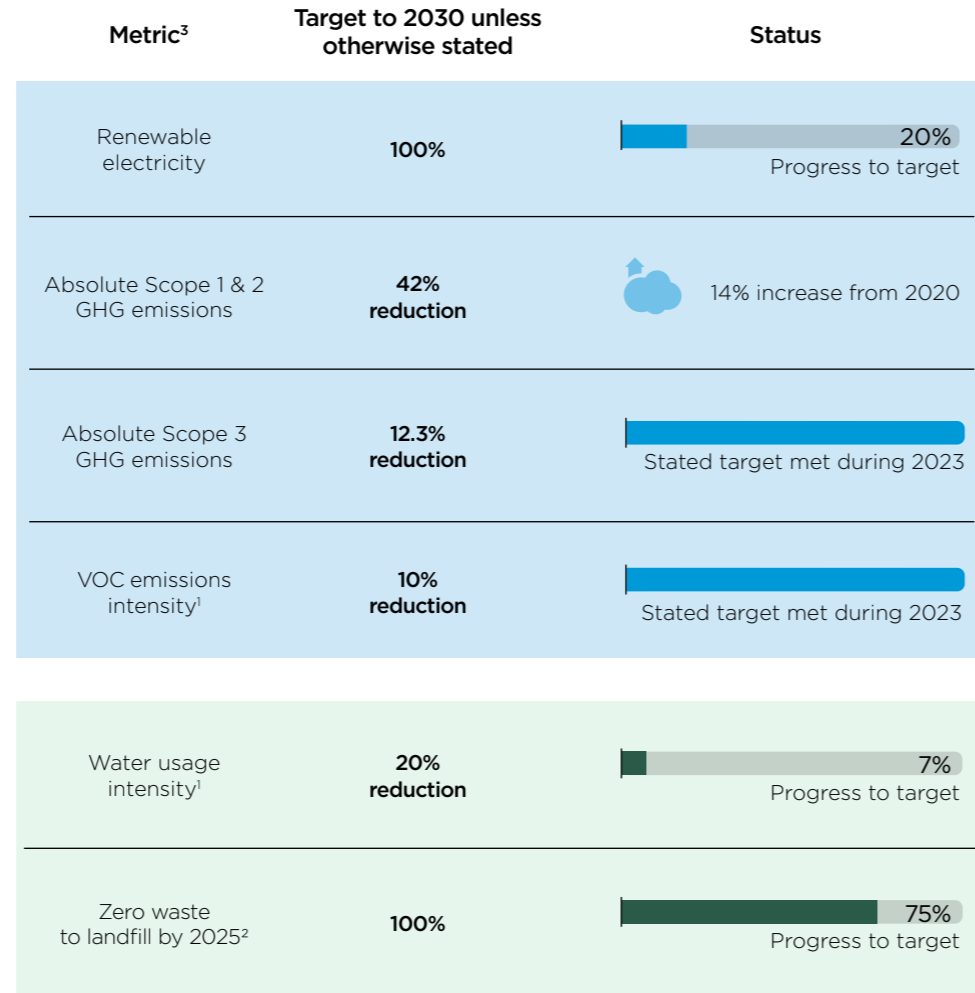 Metric³
Target to 2030 unless
otherwise stated
Status
Renewable
electricity
100%
20%
Progress to target
Absolute Scope 1 & 2
GHG emissions
42%
reduction
14% increase from 2020
Absolute Scope 3
GHG emissions
12.3%
reduction
Stated target met during 2023
VOC emissions
intensity¹
10%
reduction
Stated target met during 2023
Water usage
intensity¹
20%
reduction
7%
Progress to target
Zero waste
to landfill by 2025²
100%
75%
Progress to target